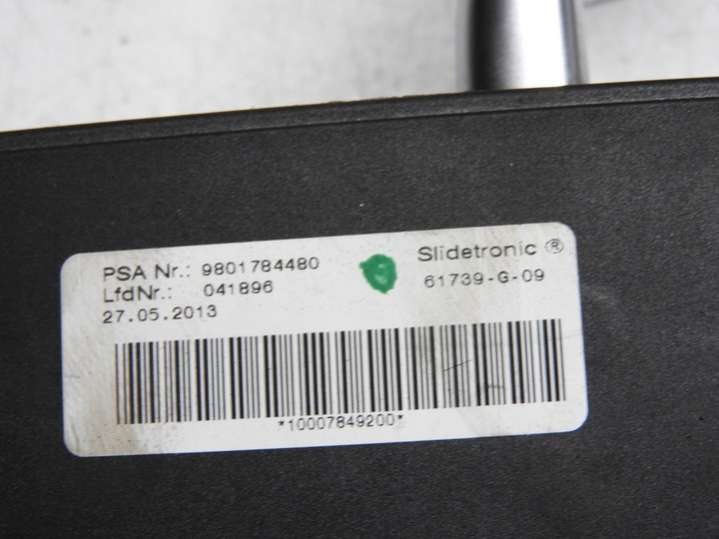 PSA Nr.: 9801784480
LfdNr.: 041896
27.05.2013
Slidetronic ®
61739-G-09
*10007849200*